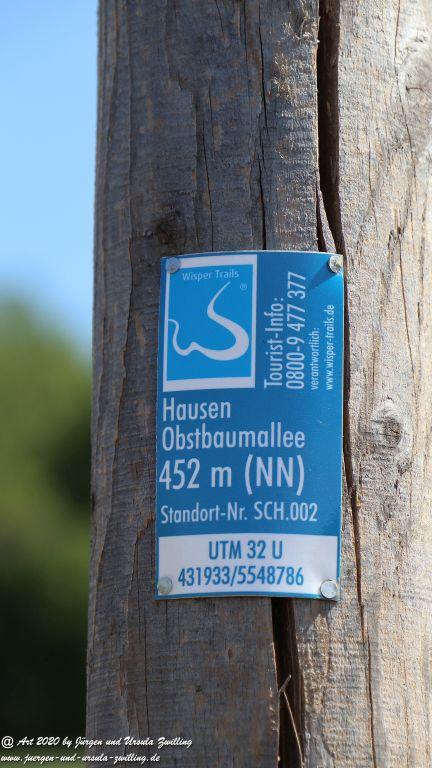 Wisper Trails
®
Tourist-Info:
0800-9 477 377
verantwortlich:
www.wisper-trails.de
Hausen
Obstbaumallee
452 m (NN)
Standort-Nr. SCH.002
UTM 32 U
431933/5548786
@ Art 2020 by Jürgen und Ursula Zwilling
www.juergen-und-ursula-zwilling.de